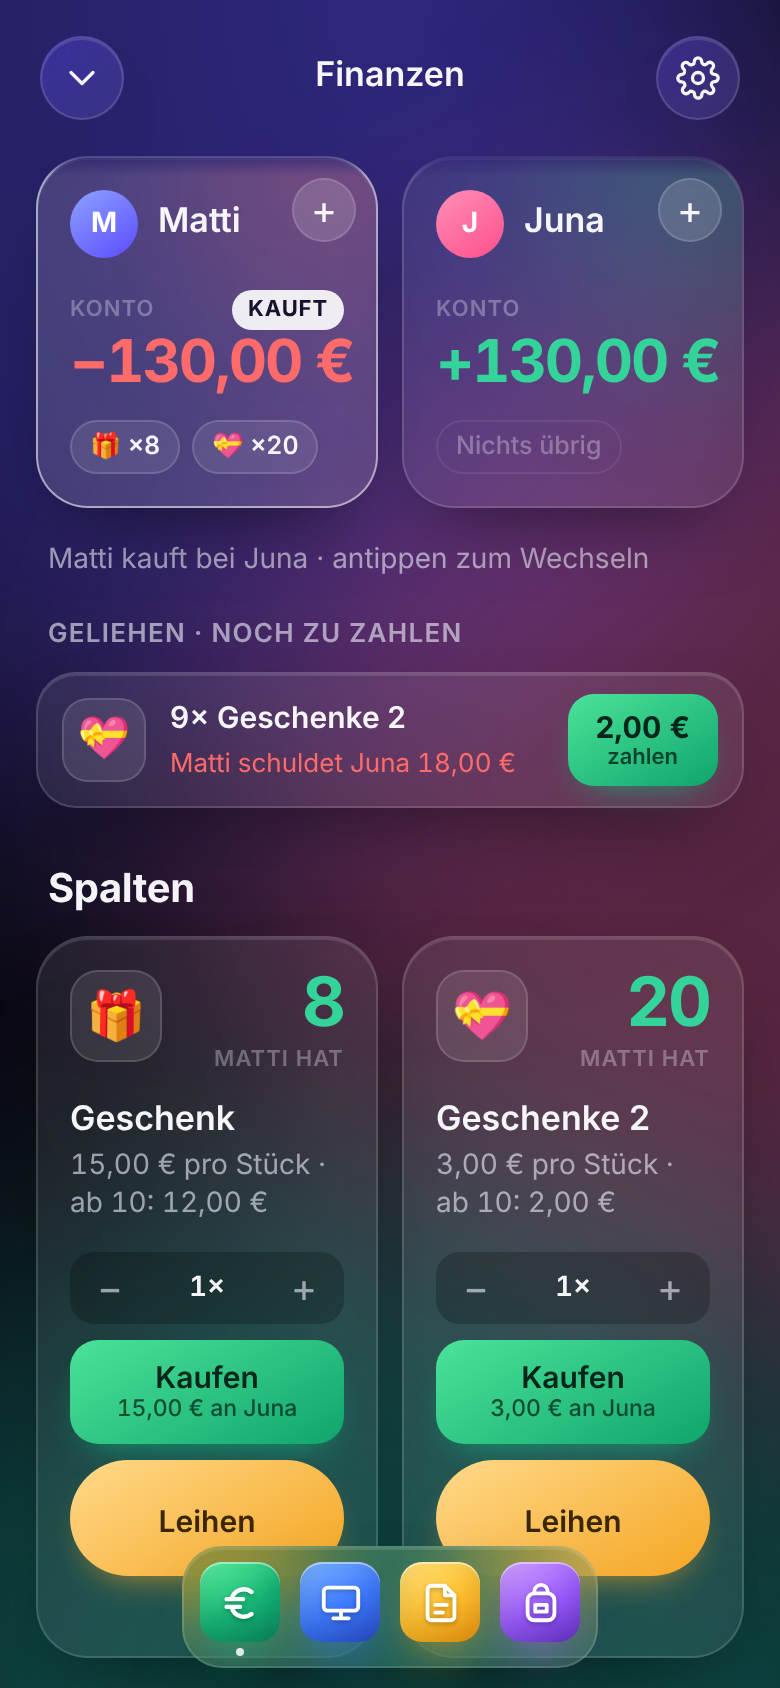 Finanzen
M Matti +
J Juna +
KONTO KAUFT
−130,00 €
KONTO
+130,00 €
×8 ×20
Nichts übrig
Matti kauft bei Juna · antippen zum Wechseln
GELIEHEN · NOCH ZU ZAHLEN
9× Geschenke 2
Matti schuldet Juna 18,00 €
2,00 €
zahlen
Spalten
8
MATTI HAT
Geschenk
15,00 € pro Stück ·
ab 10: 12,00 €
− 1× +
Kaufen
15,00 € an Juna
Leihen
20
MATTI HAT
Geschenke 2
3,00 € pro Stück ·
ab 10: 2,00 €
− 1× +
Kaufen
3,00 € an Juna
Leihen
€